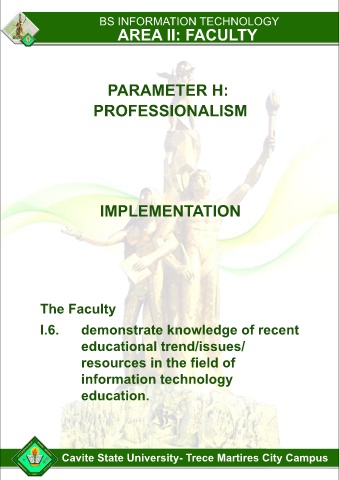 BS INFORMATION TECHNOLOGY
AREA II: FACULTY
PARAMETER H:
PROFESSIONALISM
IMPLEMENTATION
The Faculty
I.6. demonstrate knowledge of recent
educational trend/issues/
resources in the field of
information technology
education.
Cavite State University- Trece Martires City Campus